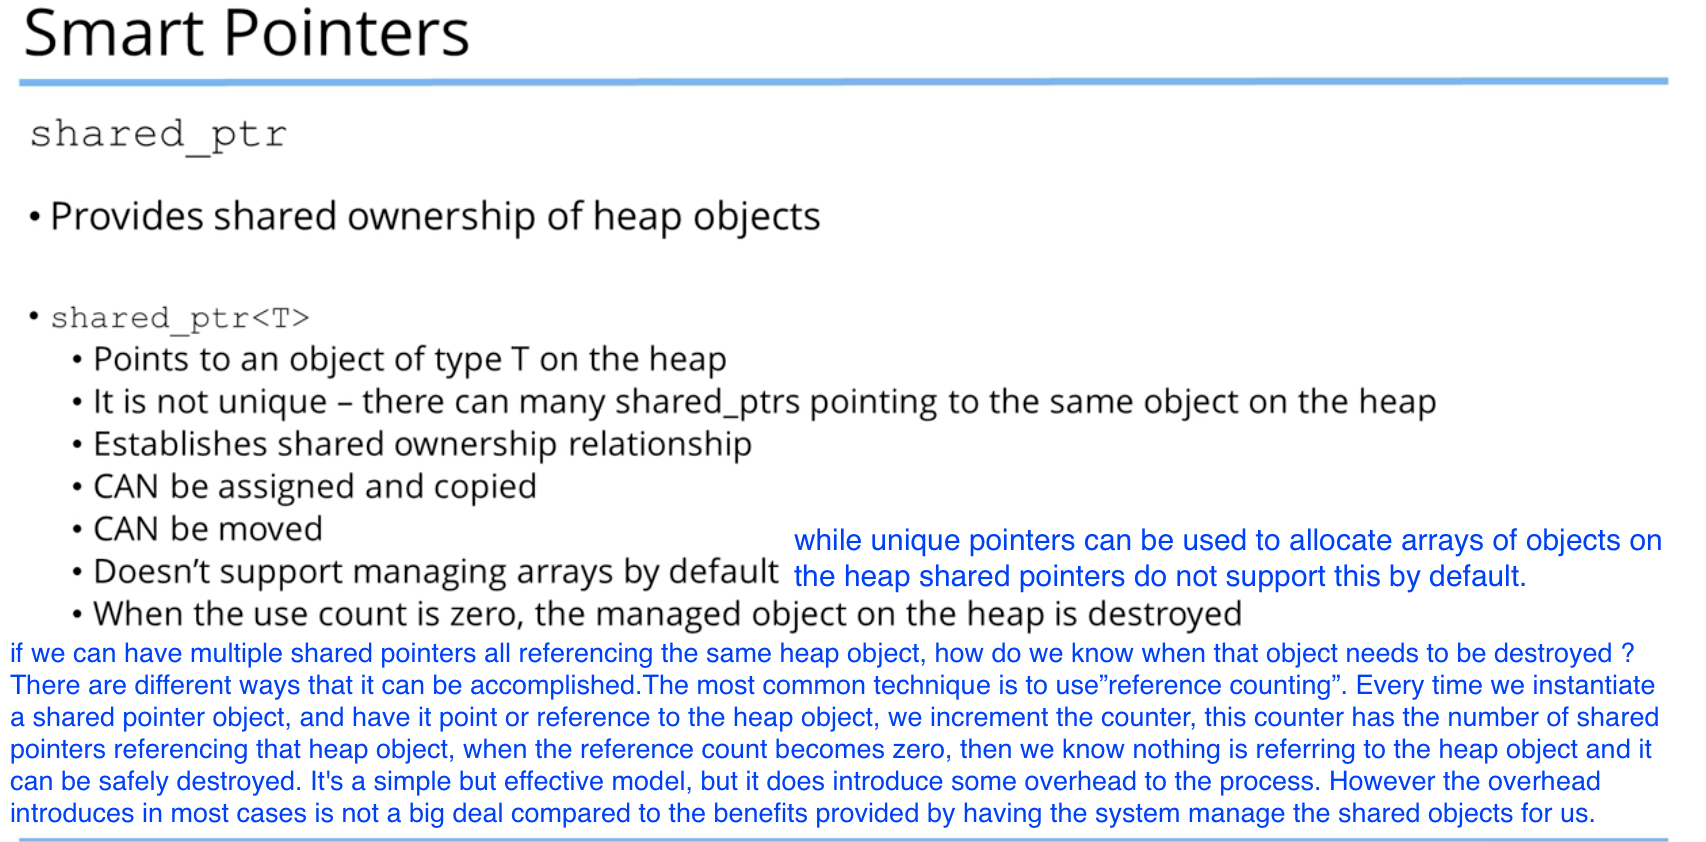 Smart Pointers
shared_ptr
• Provides shared ownership of heap objects
• shared_ptr<T>
• Points to an object of type T on the heap
• It is not unique – there can many shared_ptrs pointing to the same object on the heap
• Establishes shared ownership relationship
• CAN be assigned and copied
• CAN be moved
• Doesn’t support managing arrays by default
while unique pointers can be used to allocate arrays of objects on
the heap shared pointers do not support this by default.
• When the use count is zero, the managed object on the heap is destroyed
if we can have multiple shared pointers all referencing the same heap object, how do we know when that object needs to be destroyed ?
There are different ways that it can be accomplished.The most common technique is to use”reference counting”. Every time we instantiate
a shared pointer object, and have it point or reference to the heap object, we increment the counter, this counter has the number of shared
pointers referencing that heap object, when the reference count becomes zero, then we know nothing is referring to the heap object and it
can be safely destroyed. It's a simple but effective model, but it does introduce some overhead to the process. However the overhead
introduces in most cases is not a big deal compared to the benefits provided by having the system manage the shared objects for us.